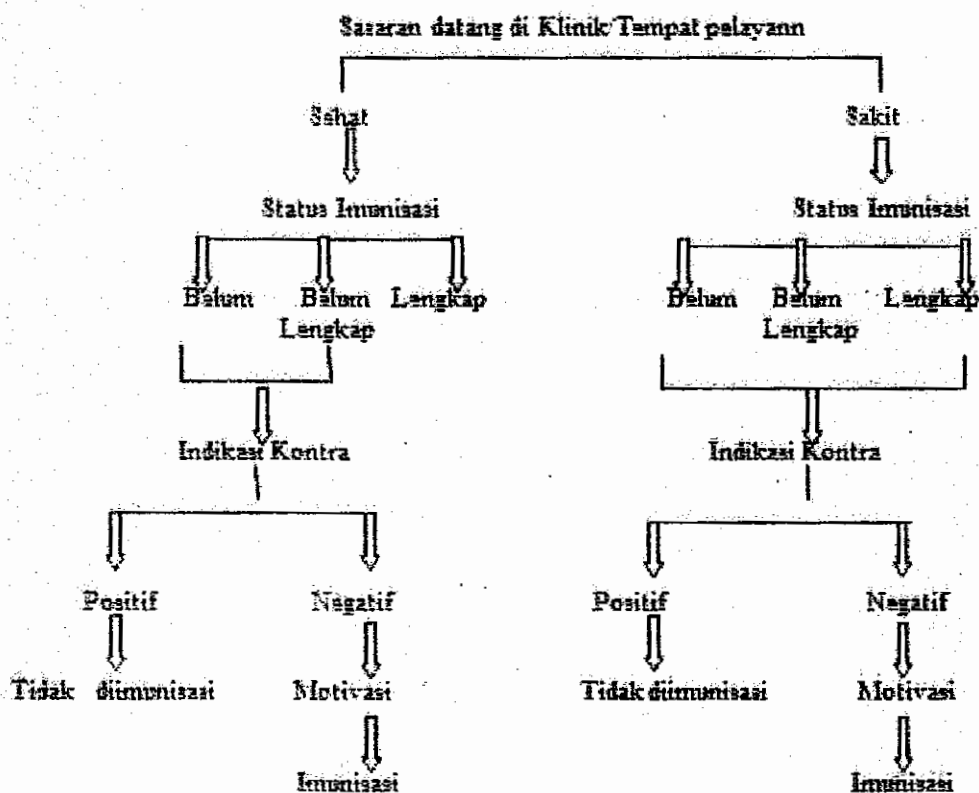 Sasaran datang di Klinik/Tempat pelayann
Sehat Sakit
Status Imunisasi Status Imunisasi
Belum Belum Lengkap Belum Belum Lengkap
Lengkap Lengkap
Indikasi Kontra Indikasi Kontra
Positif Negatif Positif Negatif
Tidak diimunisasi Motivasi Tidak diimunisasi Motivasi
Imunisasi Imunisasi